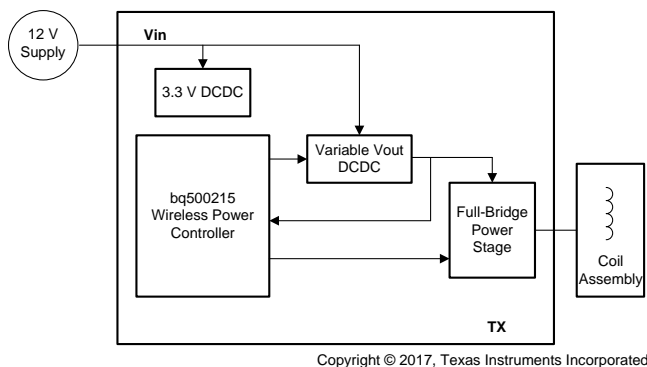 12 V
Supply
Vin
3.3 V DCDC
Variable Vout
DCDC
bq500215
Wireless Power
Controller
Full-Bridge
Power
Stage
Coil
Assembly
TX
Copyright © 2017, Texas Instruments Incorporated